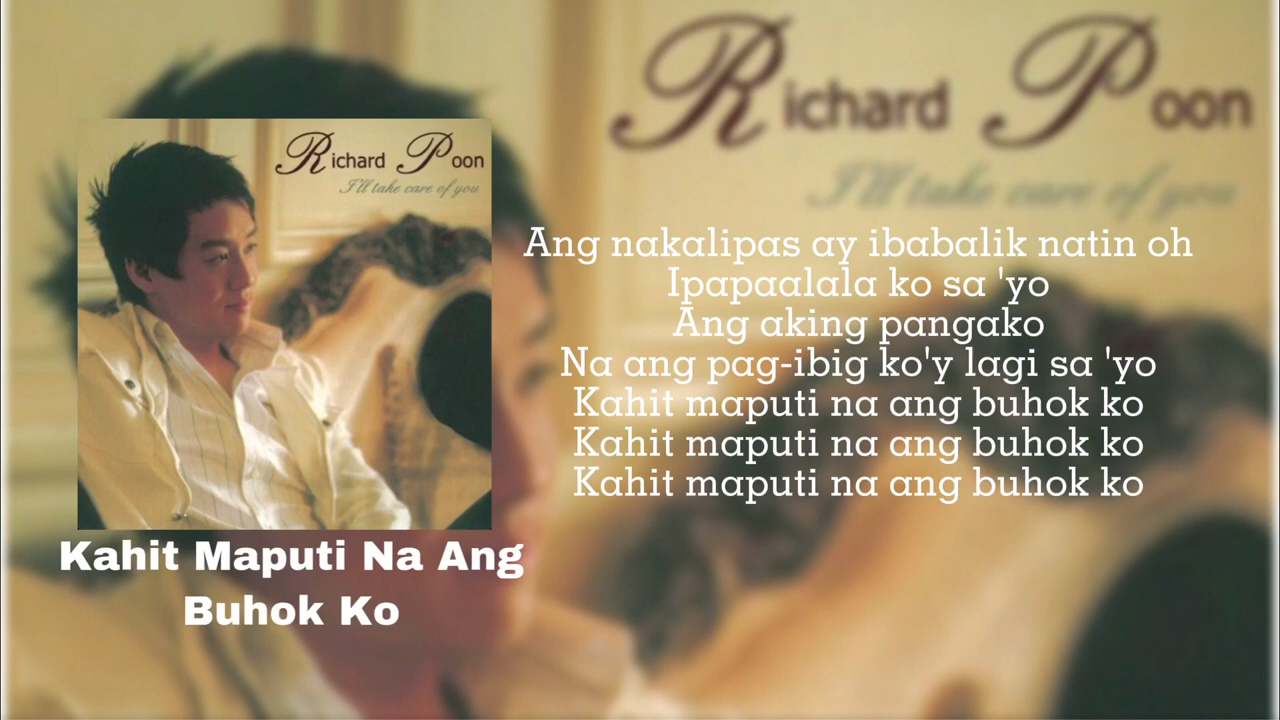 Richard Poon
I'll take care of you
Richard Poon
I'll take care of you
Ang nakalipas ay ibabalik natin oh
Ipapaalala ko sa 'yo
Ang aking pangako
Na ang pag-ibig ko'y lagi sa 'yo
Kahit maputi na ang buhok ko
Kahit maputi na ang buhok ko
Kahit maputi na ang buhok ko
Kahit Maputi Na Ang
Buhok Ko